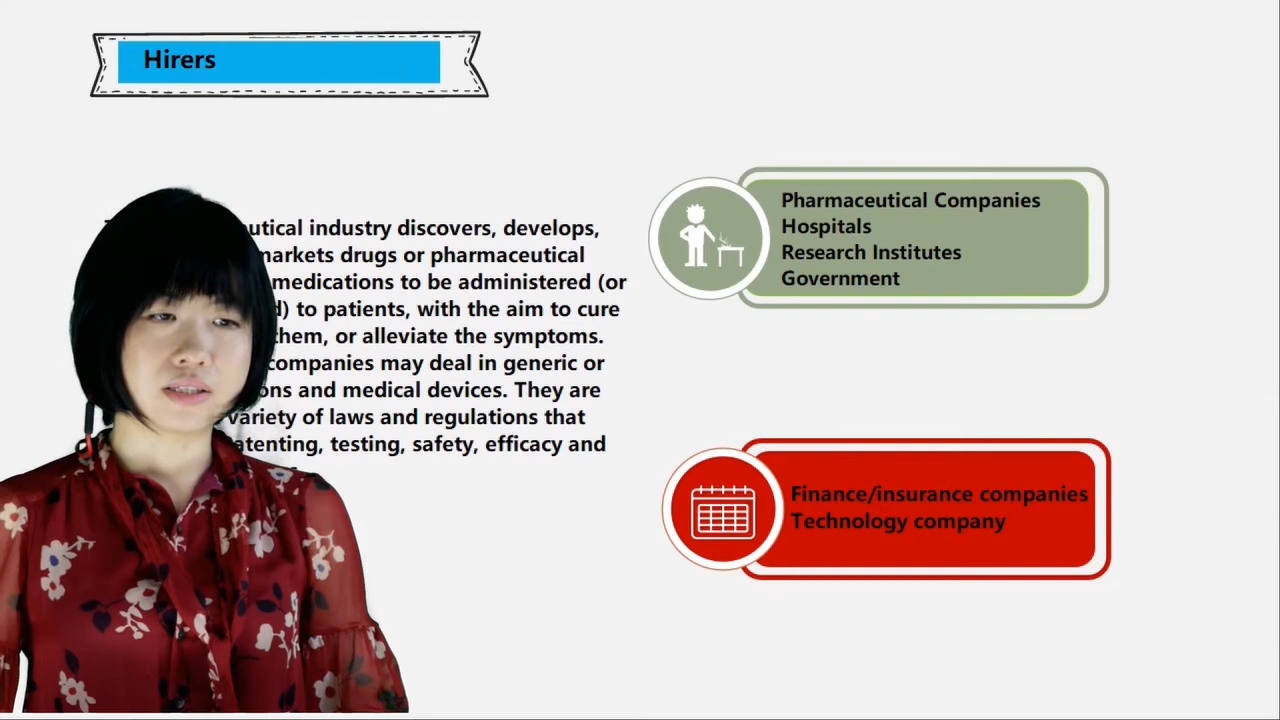 Hirers
industry discovers, develops,
markets drugs or pharmaceutical
medications to be administered (or
to patients, with the aim to cure
them, or alleviate the symptoms.
companies may deal in generic or
and medical devices. They are
variety of laws and regulations that
patenting, testing, safety, efficacy and
Pharmaceutical Companies
Hospitals
Research Institutes
Government
Finance/insurance companies
Technology company